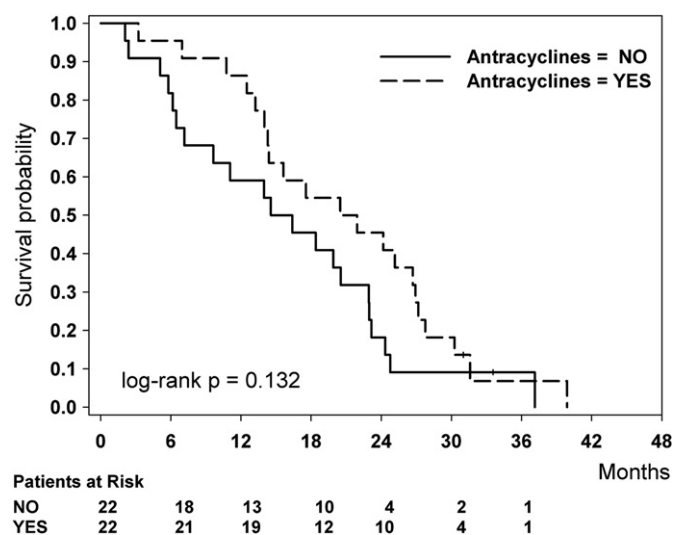 1.0
0.9
0.8
0.7
0.6
0.5
0.4
0.3
0.2
0.1
0.0
Survival probability
Antracyclines = NO
Antracyclines = YES
log-rank p = 0.132
0 6 12 18 24 30 36 42 48
Months
Patients at Risk
NO 22 18 13 10 4 2 1
YES 22 21 19 12 10 4 1